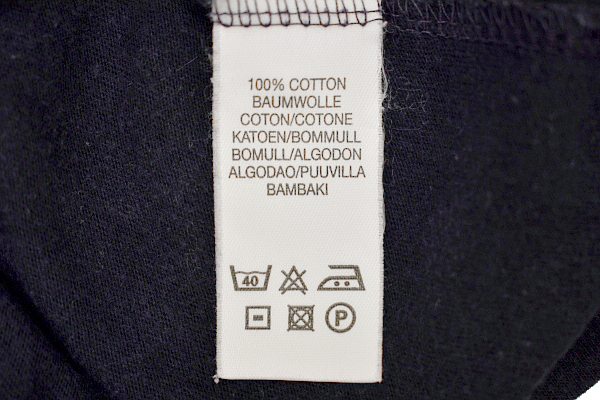 100% COTTON
BAUMWOLLE
COTON/COTONE
KATOEN/BOMMULL
BOMULL/ALGODON
ALGODAO/PUUVILLA
BAMBAKI
40
P